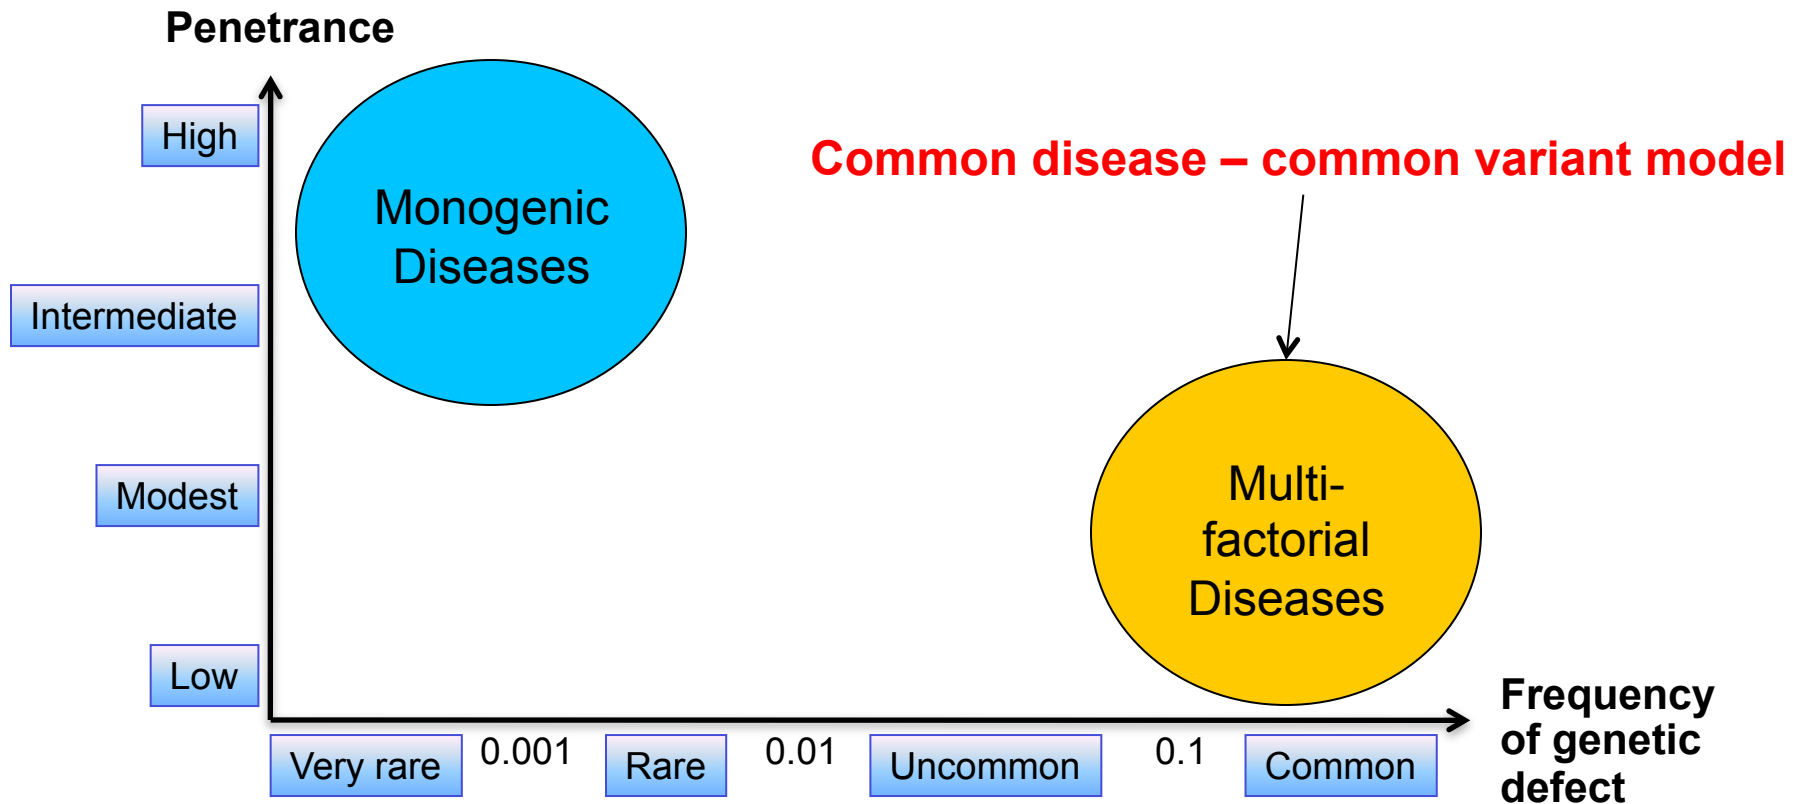 Penetrance
High
Common disease – common variant model
Monogenic
Diseases
Intermediate
Modest
Multi-
factorial
Diseases
Low
Frequency
of genetic
defect
Very rare
0.001
Rare
0.01
Uncommon
0.1
Common